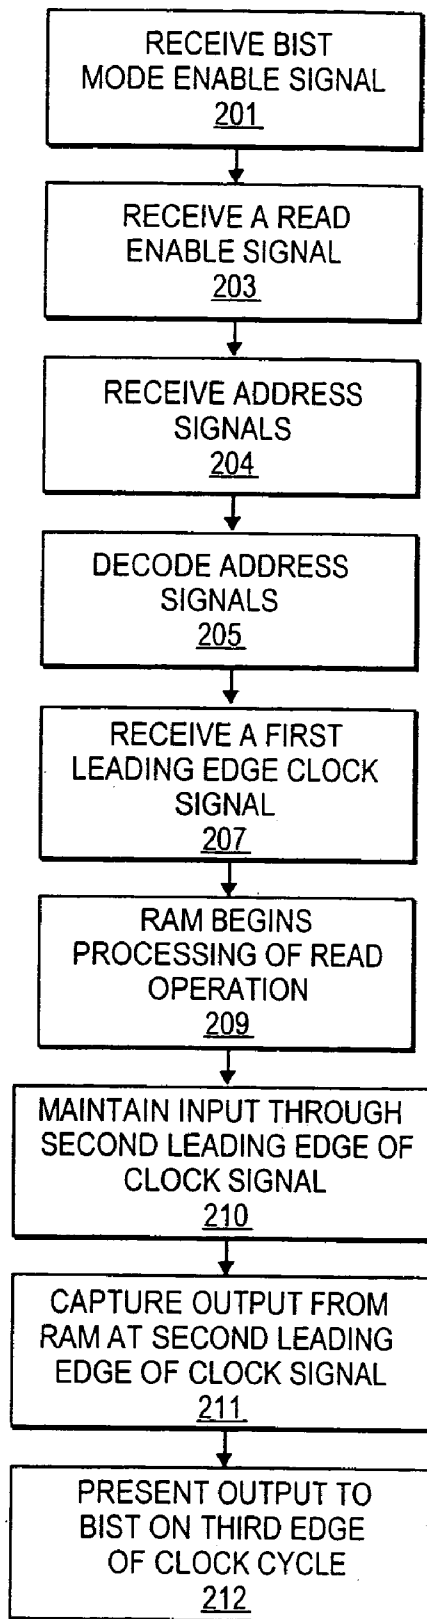 RECEIVE BIST
MODE ENABLE SIGNAL
201
RECEIVE A READ
ENABLE SIGNAL
203
RECEIVE ADDRESS
SIGNALS
204
DECODE ADDRESS
SIGNALS
205
RECEIVE A FIRST
LEADING EDGE CLOCK
SIGNAL
207
RAM BEGINS
PROCESSING OF READ
OPERATION
209
MAINTAIN INPUT THROUGH
SECOND LEADING EDGE OF
CLOCK SIGNAL
210
CAPTURE OUTPUT FROM
RAM AT SECOND LEADING
EDGE OF CLOCK SIGNAL
211
PRESENT OUTPUT TO
BIST ON THIRD EDGE
OF CLOCK CYCLE
212